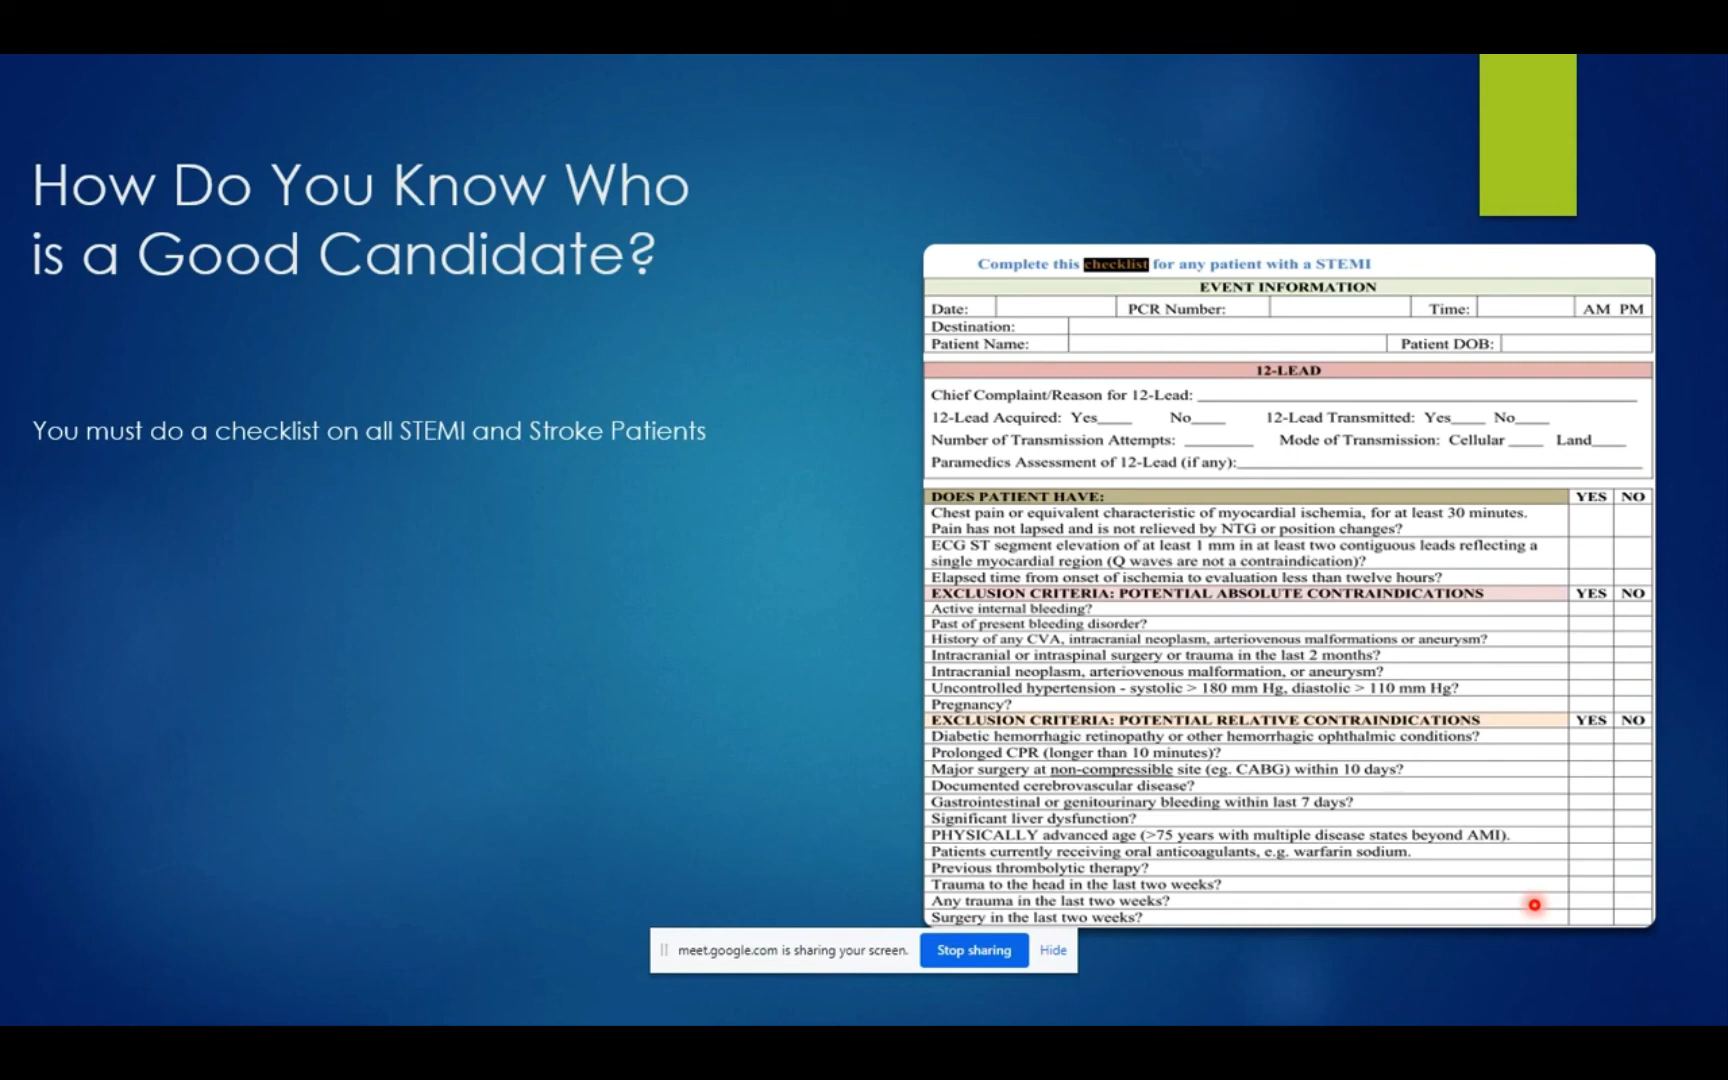 How Do You Know Who
is a Good Candidate?
You must do a checklist on all STEMI and Stroke Patients
Complete this checklist for any patient with a STEMI
EVENT INFORMATION
Date: PCR Number: Time: AM PM
Destination:
Patient Name: Patient DOB:
12-LEAD
Chief Complaint/Reason for 12-Lead: ____
12-Lead Acquired: Yes____ No____ 12-Lead Transmitted: Yes____ No____
Number of Transmission Attempts: ____ Mode of Transmission: Cellular ____ Land____
Paramedics Assessment of 12-Lead (if any):____
DOES PATIENT HAVE: YES NO
Chest pain or equivalent characteristic of myocardial ischemia, for at least 30 minutes.
Pain has not lapsed and is not relieved by NTG or position changes?
ECG ST segment elevation of at least 1 mm in at least two contiguous leads reflecting a
single myocardial region (Q waves are not a contraindication)?
Elapsed time from onset of ischemia to evaluation less than twelve hours?
EXCLUSION CRITERIA: POTENTIAL ABSOLUTE CONTRAINDICATIONS YES NO
Active internal bleeding?
Past of present bleeding disorder?
History of any CVA, intracranial neoplasm, arteriovenous malformations or aneurysm?
Intracranial or intraspinal surgery or trauma in the last 2 months?
Intracranial neoplasm, arteriovenous malformation, or aneurysm?
Uncontrolled hypertension - systolic > 180 mm Hg, diastolic > 110 mm Hg?
Pregnancy?
EXCLUSION CRITERIA: POTENTIAL RELATIVE CONTRAINDICATIONS YES NO
Diabetic hemorrhagic retinopathy or other hemorrhagic ophthalmic conditions?
Prolonged CPR (longer than 10 minutes)?
Major surgery at non-compressible site (eg. CABG) within 10 days?
Documented cerebrovascular disease?
Gastrointestinal or genitourinary bleeding within last 7 days?
Significant liver dysfunction?
PHYSICALLY advanced age (>75 years with multiple disease states beyond AMI).
Patients currently receiving oral anticoagulants, e.g. warfarin sodium.
Previous thrombolytic therapy?
Trauma to the head in the last two weeks?
Any trauma in the last two weeks?
Surgery in the last two weeks?
meet.google.com is sharing your screen. Stop sharing Hide